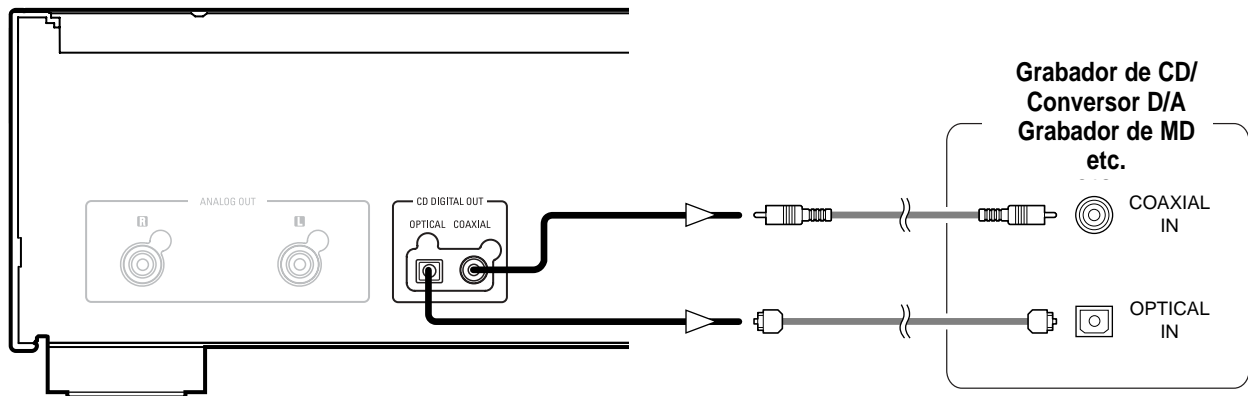 Grabador de CD/
Conversor D/A
Grabador de MD
etc.
ANALOG OUT
R
L
CD DIGITAL OUT
OPTICAL COAXIAL
COAXIAL
IN
OPTICAL
IN